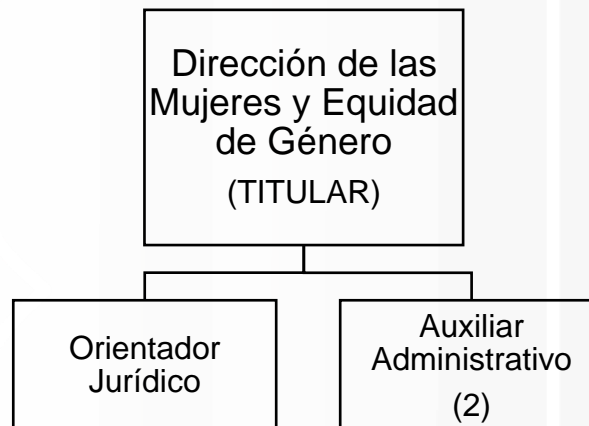 Dirección de las
Mujeres y Equidad
de Género
(TITULAR)
Orientador
Jurídico
Auxiliar
Administrativo
(2)